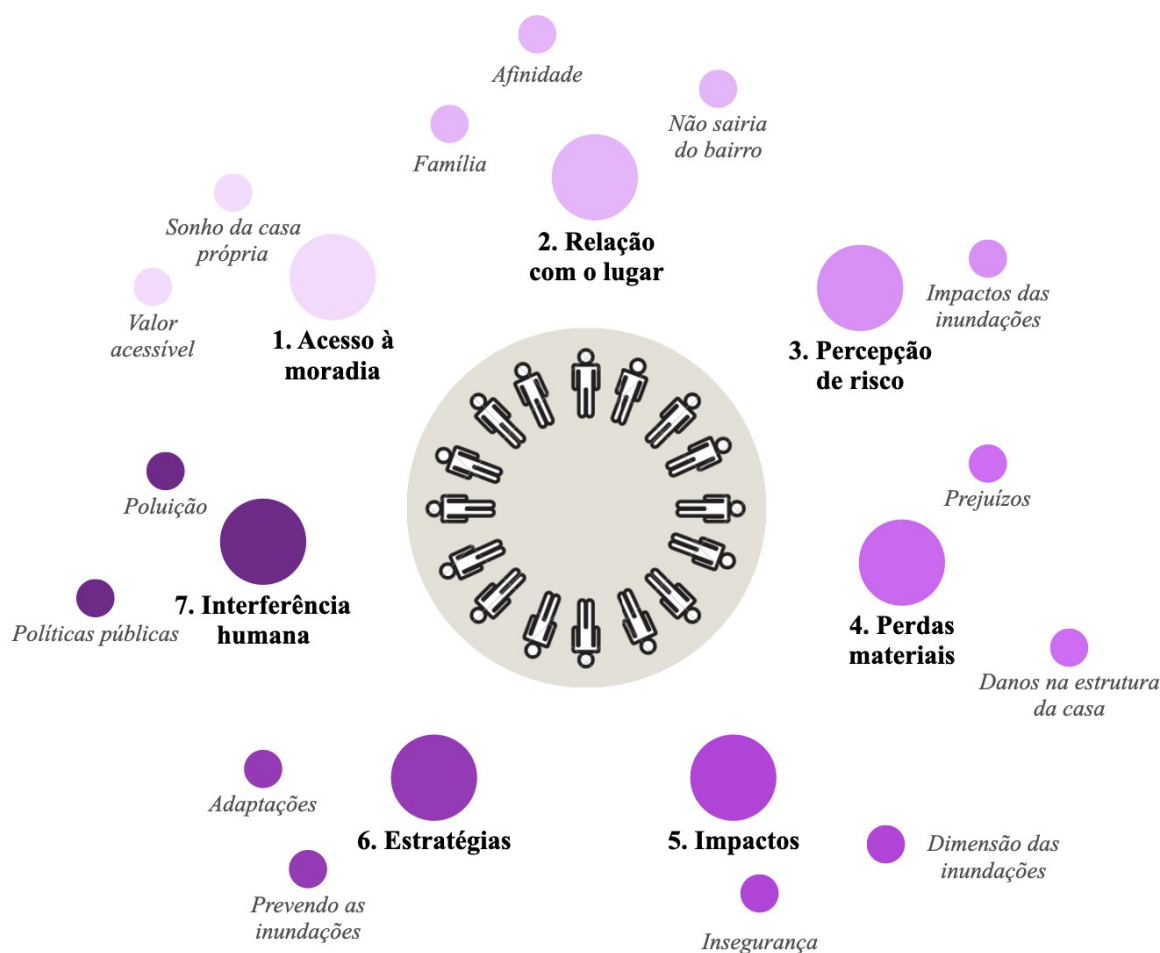 Afinidade
Não sairia
do bairro
Família
2. Relação
com o lugar
Sonho da casa
própria
Valor
acessível
1. Acesso à
moradia
Impactos das
inundações
3. Percepção
de risco
Prejuízos
4. Perdas
materiais
Danos na estrutura
da casa
5. Impactos
Dimensão das
inundações
Insegurança
6. Estratégias
Adaptações
Prevendo as
inundações
Poluição
7. Interferência
humana
Políticas públicas